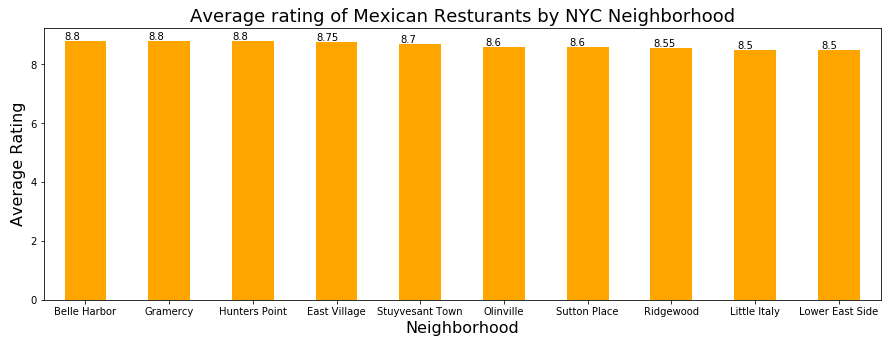 Average rating of Mexican Resturants by NYC Neighborhood
8.8 8.8 8.8 8.75 8.7 8.6 8.6 8.55 8.5 8.5
8
6
4
2
0
Average Rating
Belle Harbor Gramercy Hunters Point East Village Stuyvesant Town Olinville Sutton Place Ridgewood Little Italy Lower East Side
Neighborhood